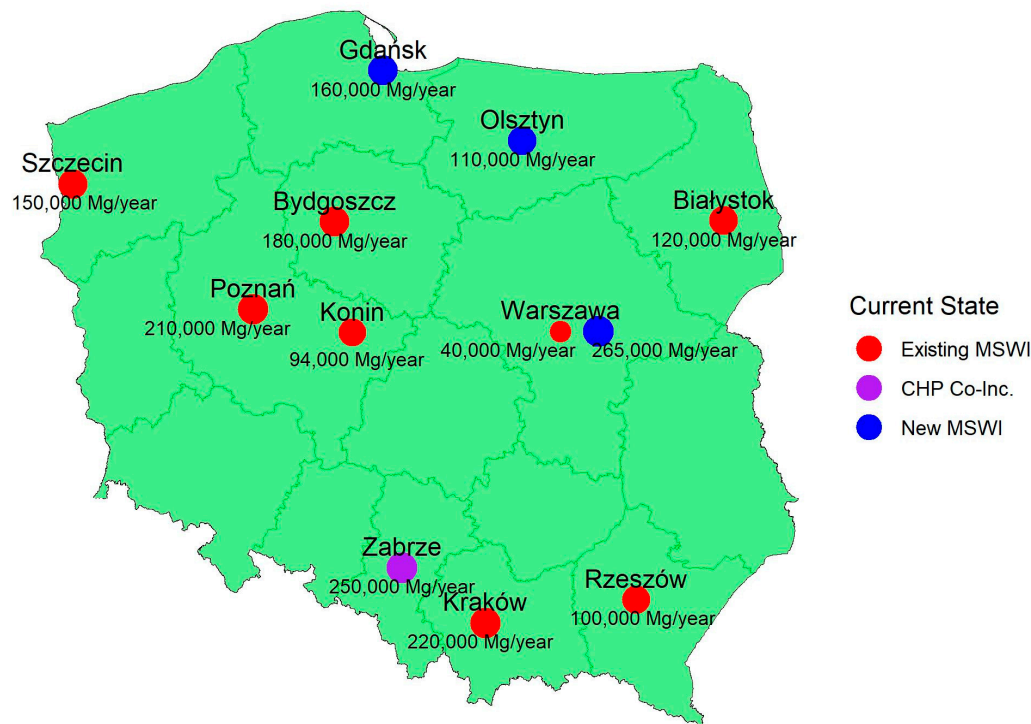 Gdańsk
160,000 Mg/year
Olsztyn
110,000 Mg/year
Szczecin
150,000 Mg/year
Bydgoszcz
180,000 Mg/year
Białystok
120,000 Mg/year
Poznań
210,000 Mg/year
Konin
94,000 Mg/year
Warszawa
40,000 Mg/year
265,000 Mg/year
Current State
Existing MSWI
CHP Co-Inc.
New MSWI
Zabrze
250,000 Mg/year
Kraków
220,000 Mg/year
Rzeszów
100,000 Mg/year